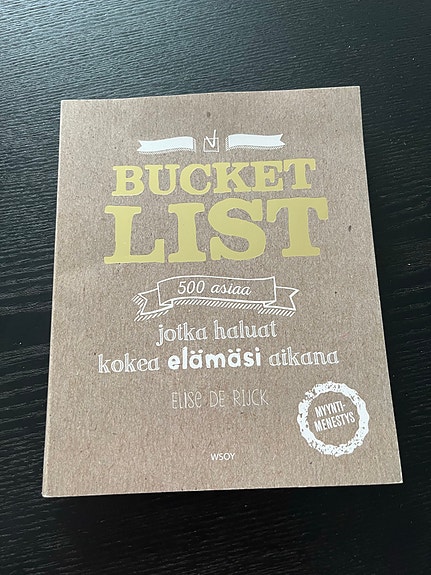 BUCKET
LIST
500 asiaa
jotka haluat
kokea elämäsi aikana
ELISE DE RIJCK
MYYNTI-
MENESTYS
WSOY